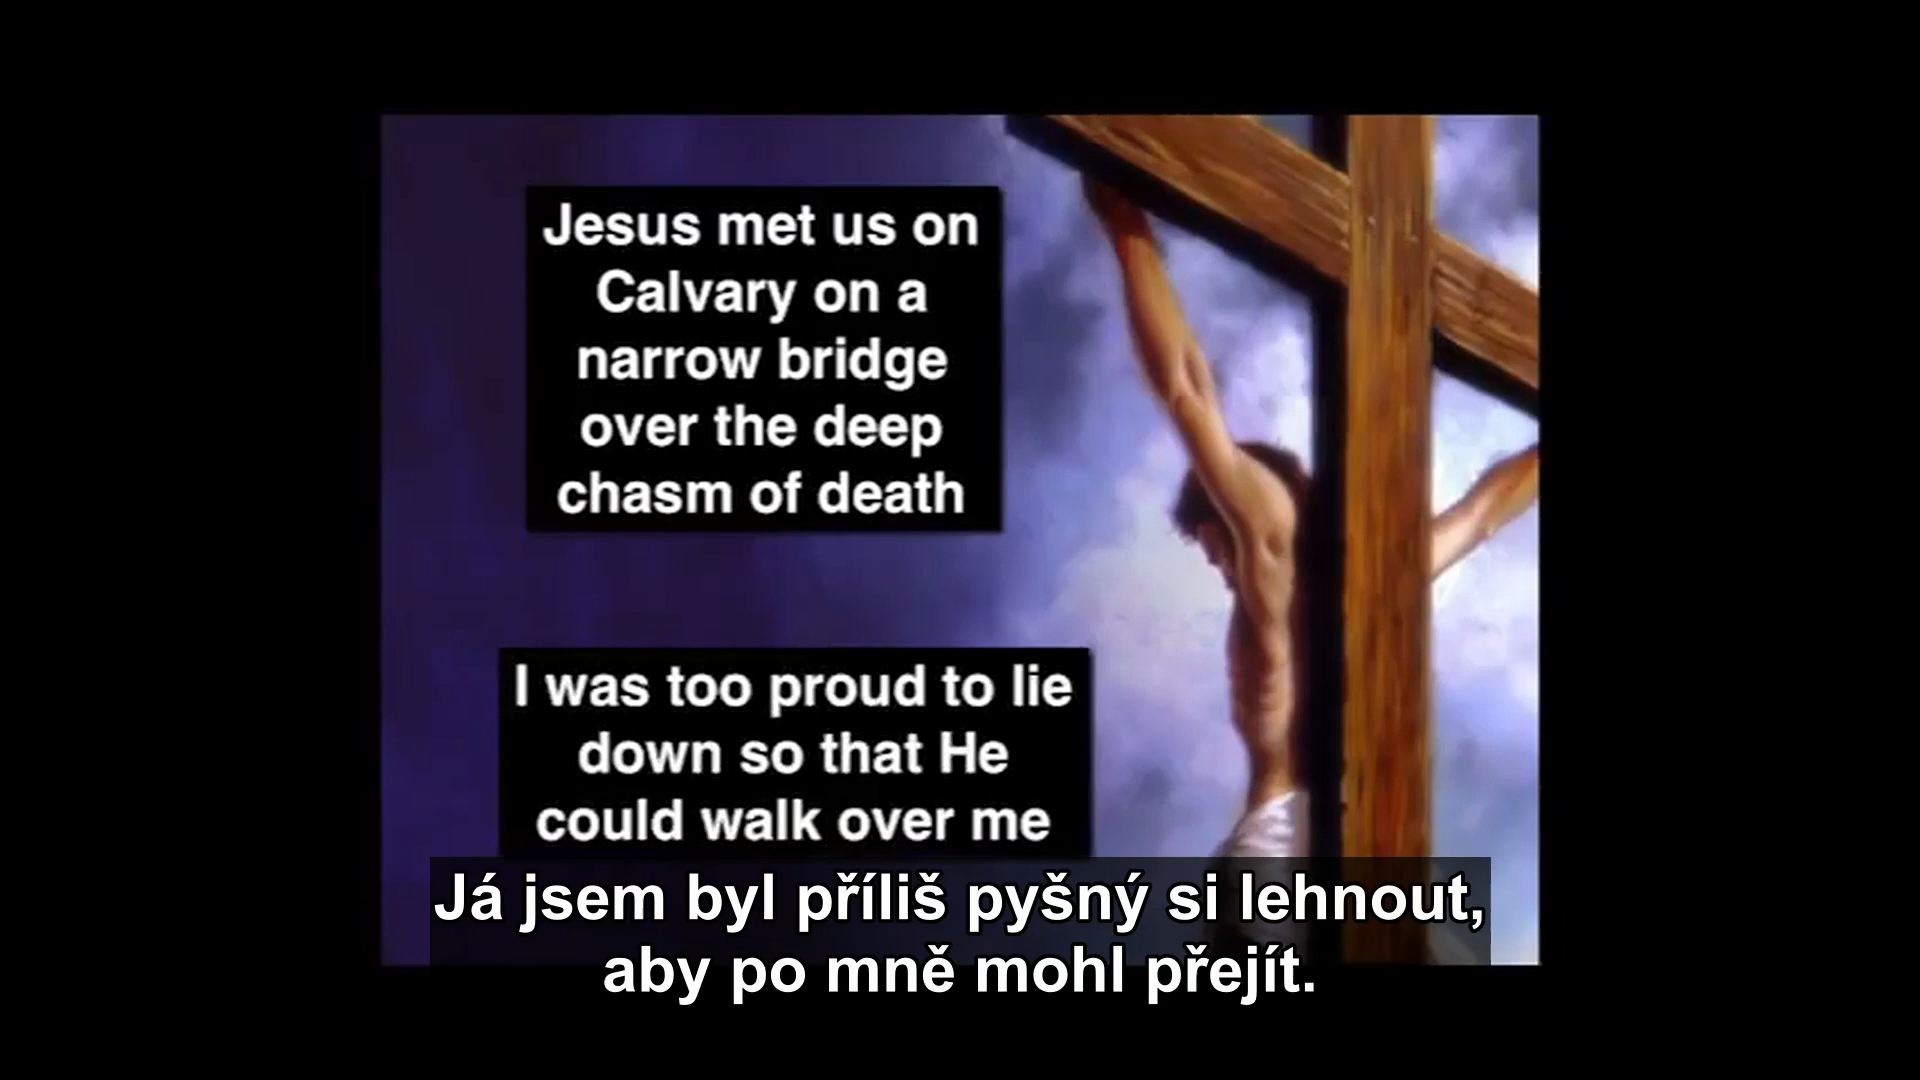 Jesus met us on
Calvary on a
narrow bridge
over the deep
chasm of death
I was too proud to lie
down so that He
could walk over me
Já jsem byl příliš pyšný si lehnout,
aby po mně mohl přejít.